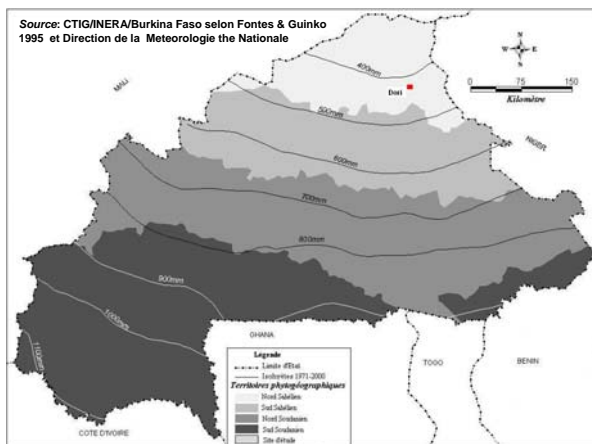 Source: CTIG/INERA/Burkina Faso selon Fontes & Guinko
1995 et Direction de la Meteorologie the Nationale
N
W E
S
N
0 75 150
Kilomètre
MALI
400mm
Dori
500mm
NIGER
600mm
700mm
800mm
900mm
1000mm
1100mm
GHANA
TOGO
BENIN
COTE D'IVOIRE
Légende
Limite d'Etat
Isohyètes 1971-2000
Territoires phytogéographiques
Nord Sahélien
Sud Sahélien
Nord Soudanien
Sud Soudanien
Site d'étude